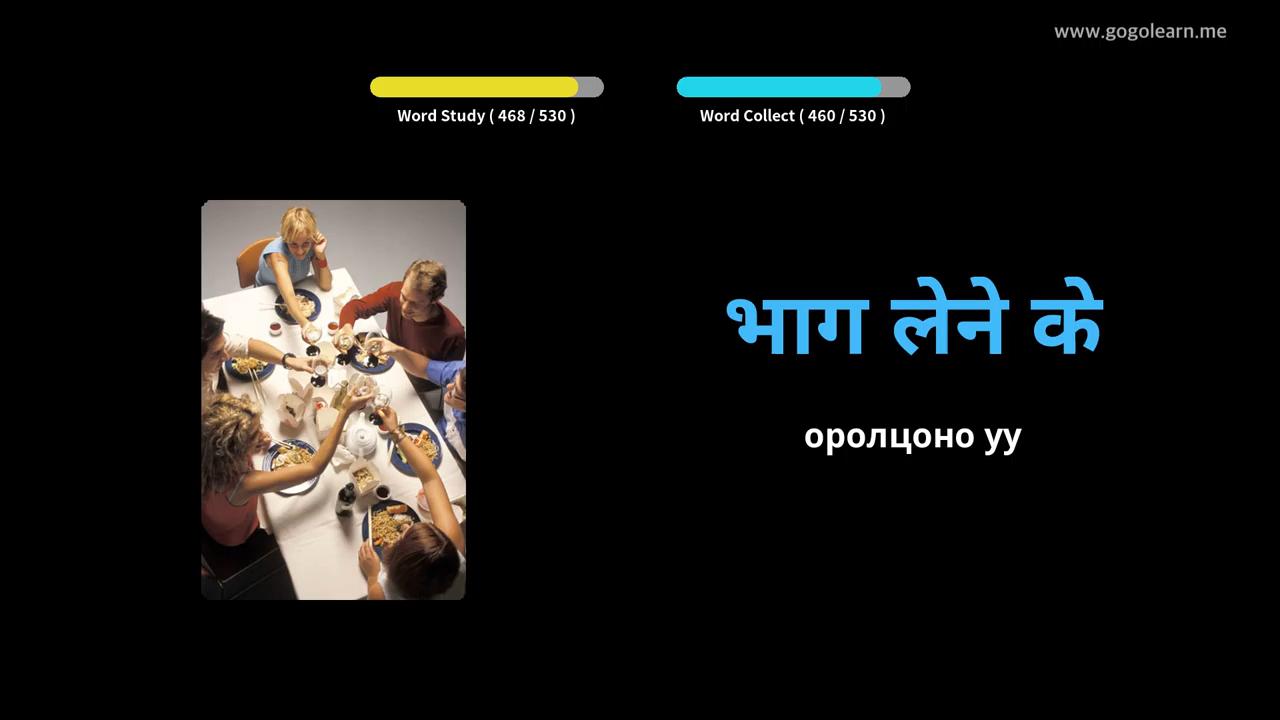 www.gogolearn.me
Word Study ( 468 / 530 )
Word Collect ( 460 / 530 )
भाग लेने के
оролцоно уу